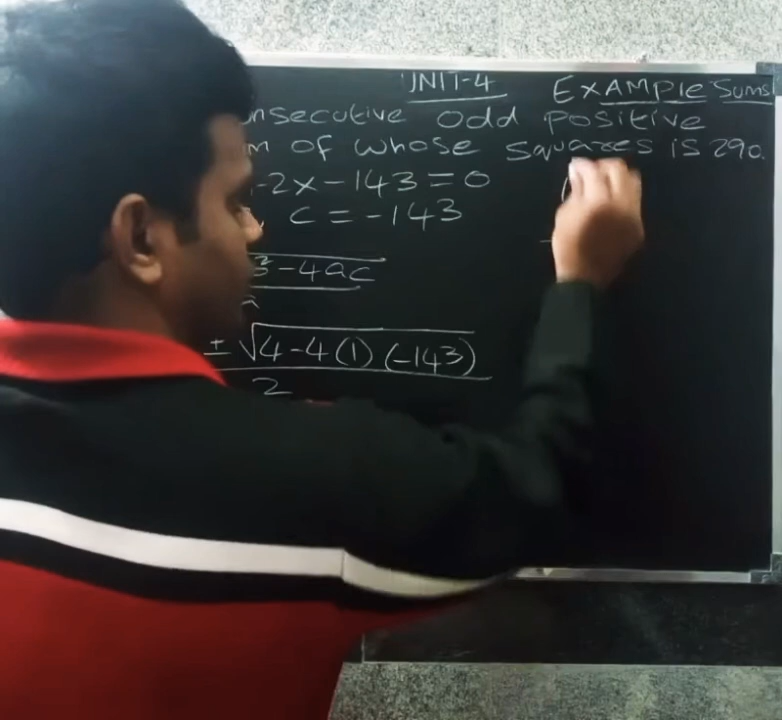 UNIT-4 EXAMPLE Sums
odd positive
of whose squares is 290.
-2x-143=0
c=-143
-4ac
± √4-4(1)(-143)
2